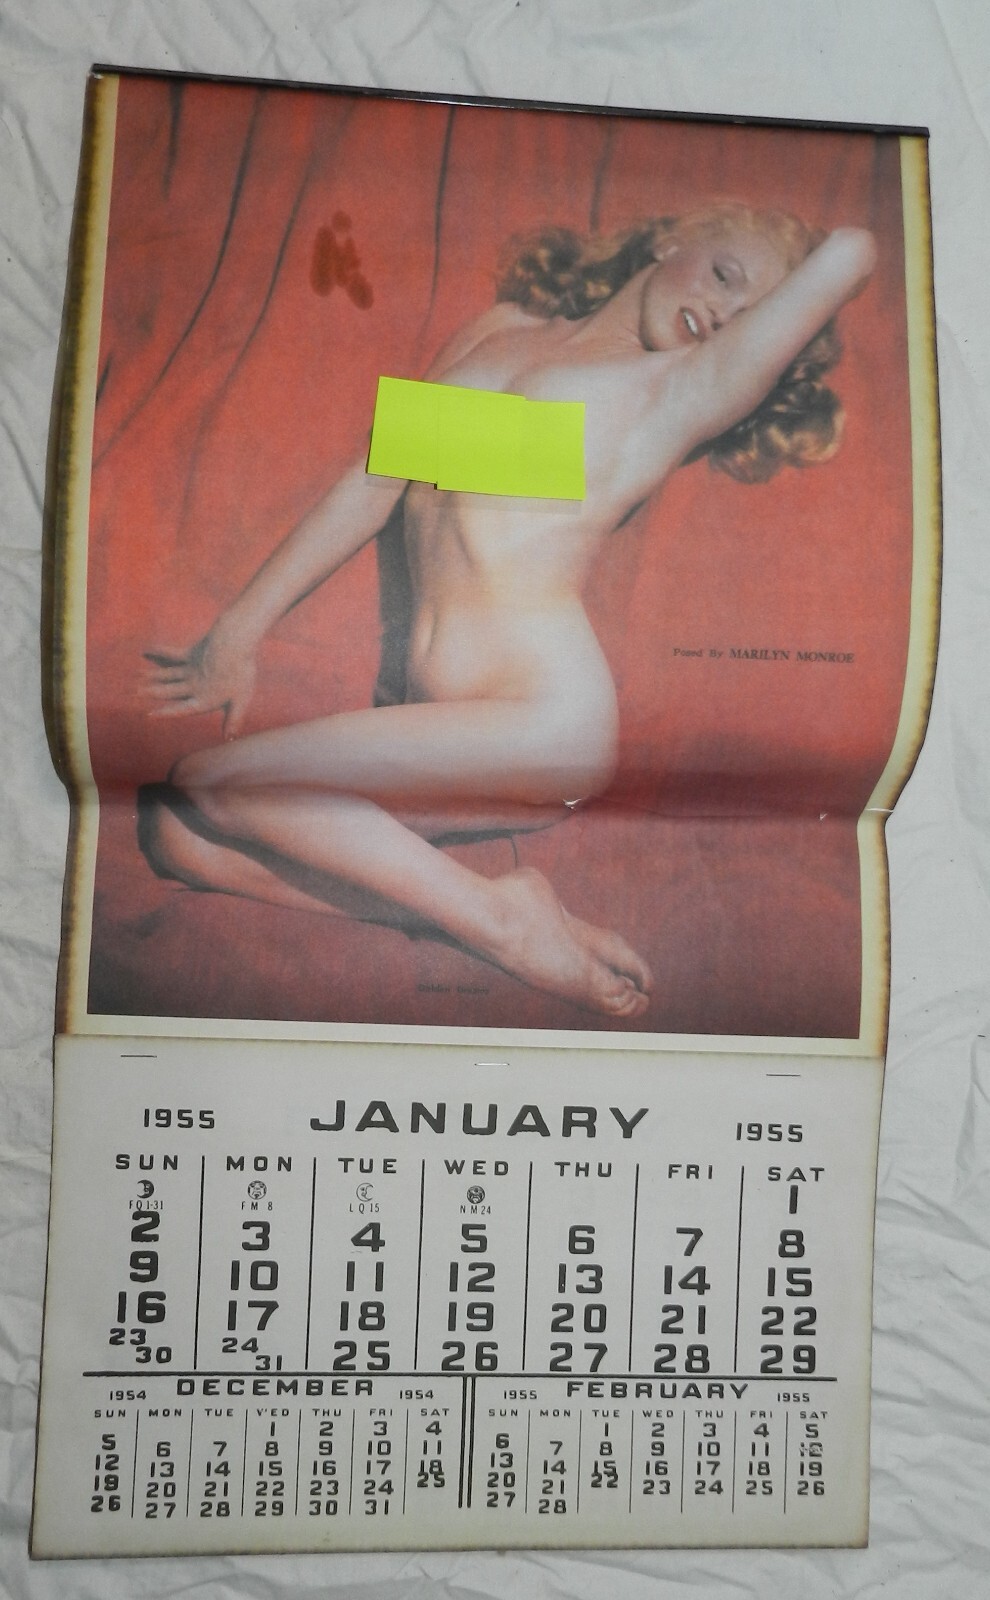 Posed By MARILYN MONROE
Golden Dreams
1955 JANUARY 1955
SUN MON TUE WED THU FRI SAT
FQ 1-31 FM 8 LQ 15 NM 24 1
2 3 4 5 6 7 8
9 10 11 12 13 14 15
16 17 18 19 20 21 22
23 30 24 31 25 26 27 28 29
1954 DECEMBER 1954
SUN MON TUE WED THU FRI SAT
1 2 3 4
5 6 7 8 9 10 11
12 13 14 15 16 17 18
19 20 21 22 23 24 25
26 27 28 29 30 31
1955 FEBRUARY 1955
SUN MON TUE WED THU FRI SAT
1 2 3 4 5
6 7 8 9 10 11 12
13 14 15 16 17 18 19
20 21 22 23 24 25 26
27 28